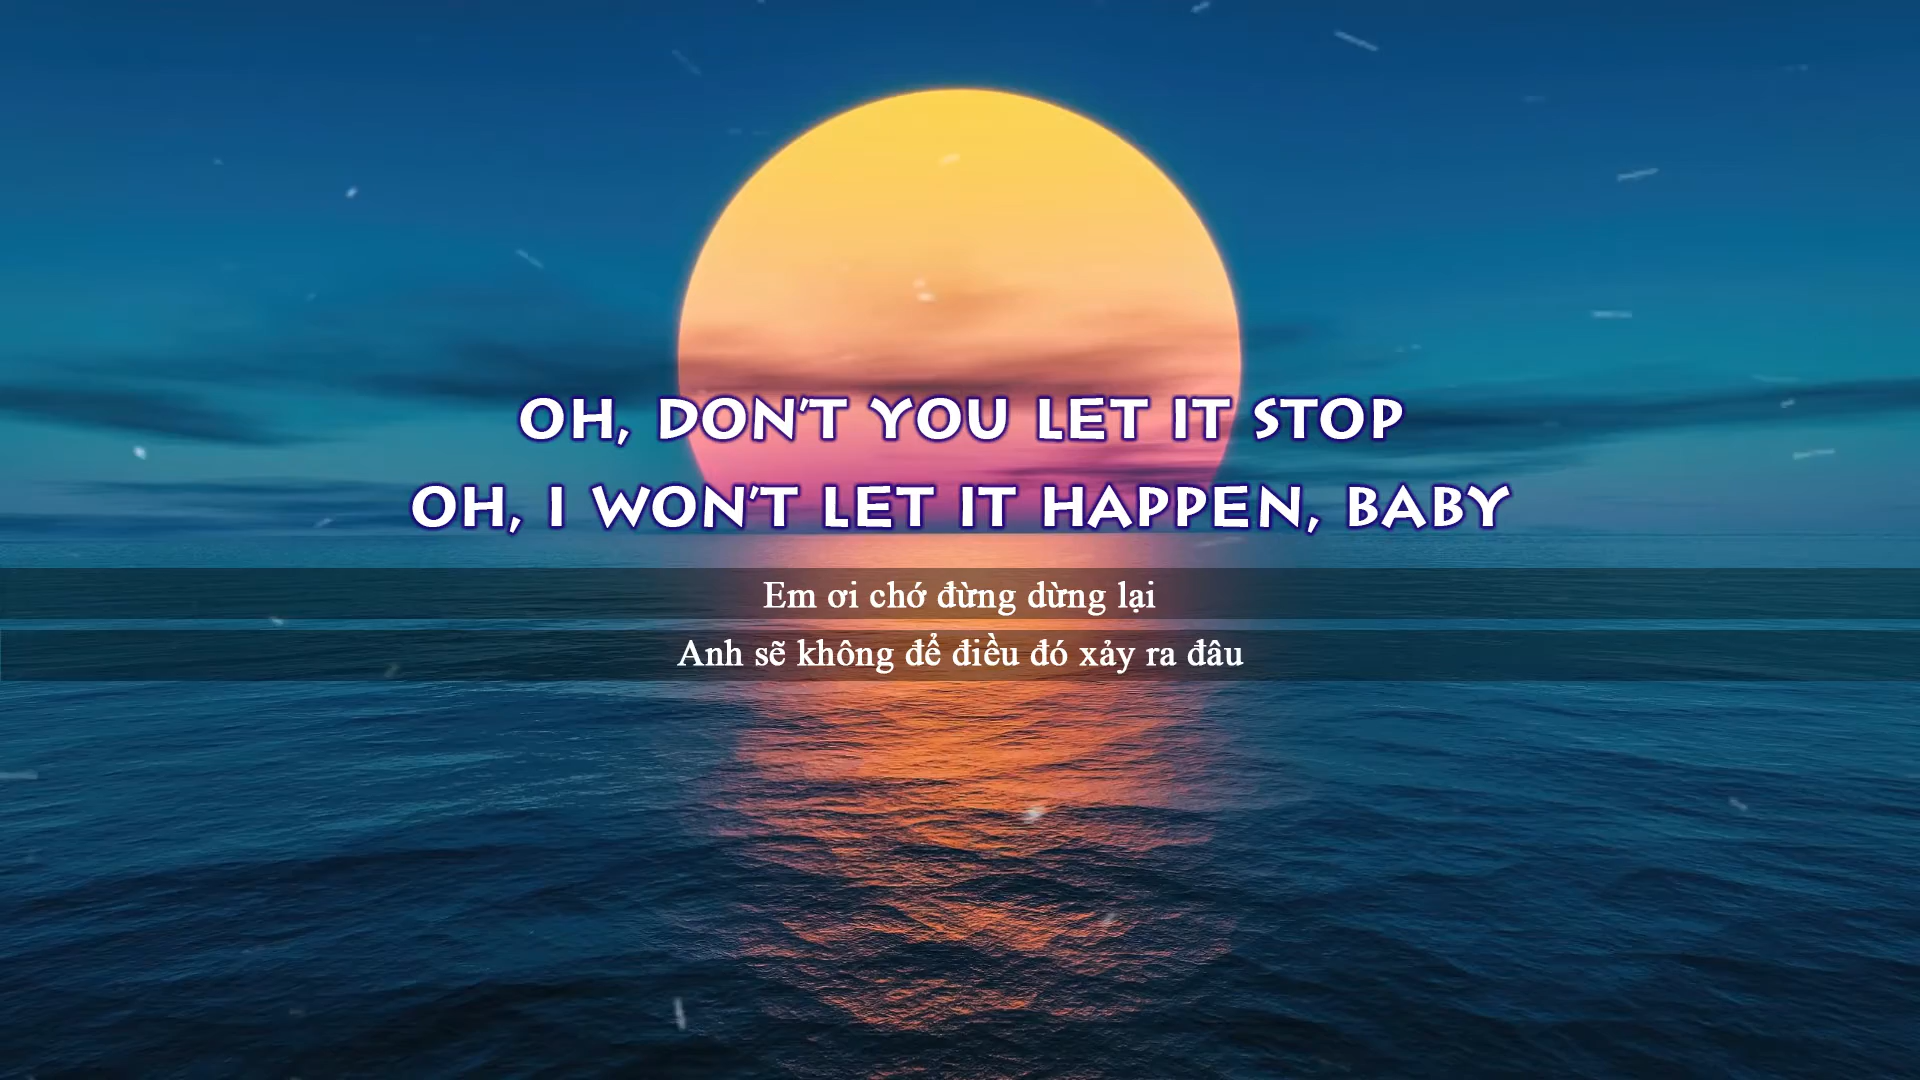 OH, DON'T YOU LET IT STOP
OH, I WON'T LET IT HAPPEN, BABY
Em ơi chớ đừng dừng lại
Anh sẽ không để điều đó xảy ra đâu